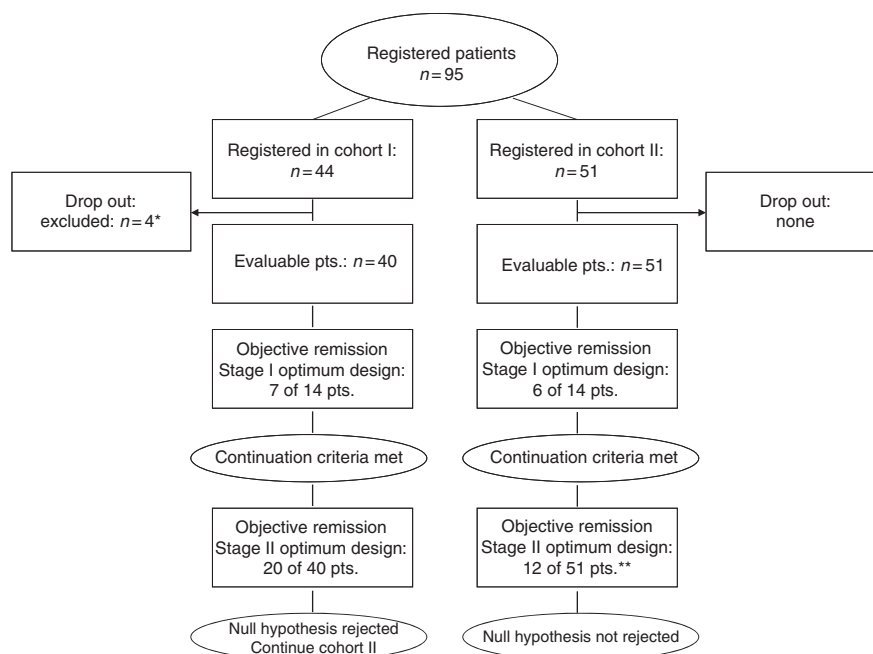 Registered patients
n=95
Registered in cohort I:
n=44
Registered in cohort II:
n=51
Drop out:
excluded: n=4*
Drop out:
none
Evaluable pts.: n=40
Evaluable pts.: n=51
Objective remission
Stage I optimum design:
7 of 14 pts.
Objective remission
Stage I optimum design:
6 of 14 pts.
Continuation criteria met
Continuation criteria met
Objective remission
Stage II optimum design:
20 of 40 pts.
Objective remission
Stage II optimum design:
12 of 51 pts.**
Null hypothesis rejected
Continue cohort II
Null hypothesis not rejected